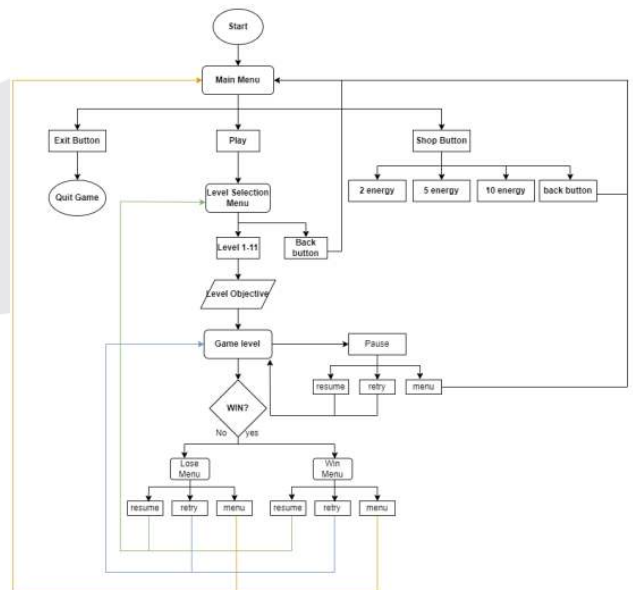 Start
Main Menu
Exit Button
Play
Shop Button
Quit Game
Level Selection
Menu
2 energy
5 energy
10 energy
back button
Level 1-11
Back
button
Level Objective
Game level
Pause
resume
retry
menu
WIN?
No
yes
Lose
Menu
Win
Menu
resume
retry
menu
resume
retry
menu